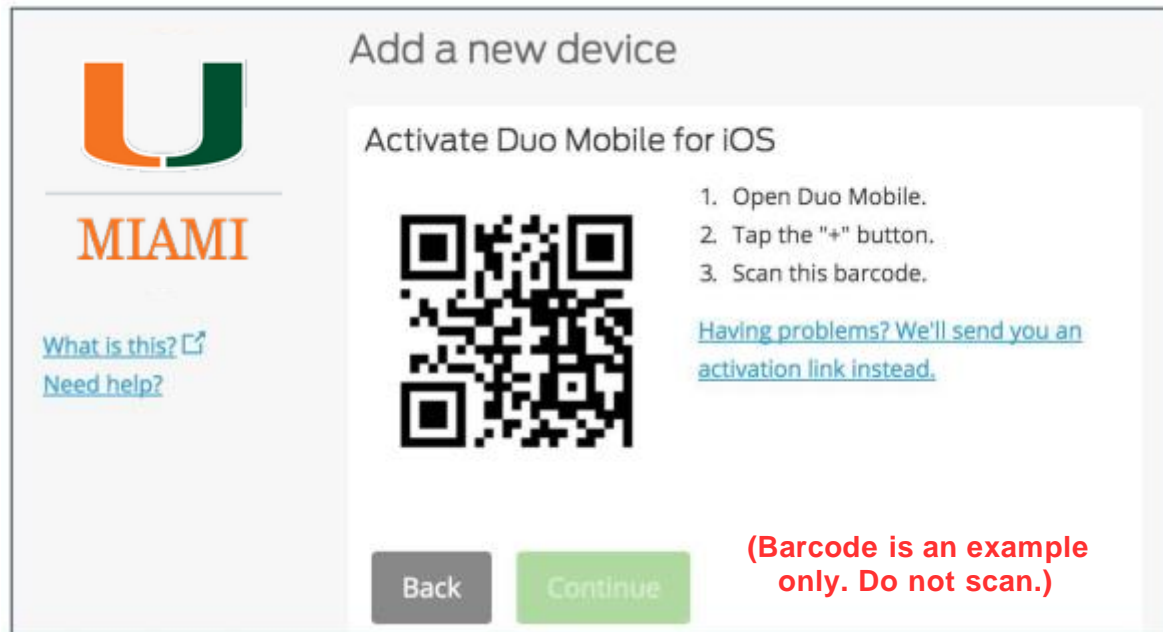 Add a new device
MIAMI
What is this?
Need help?
Activate Duo Mobile for iOS
1. Open Duo Mobile.
2. Tap the "+" button.
3. Scan this barcode.
Having problems? We'll send you an
activation link instead.
Back
Continue
(Barcode is an example
only. Do not scan.)